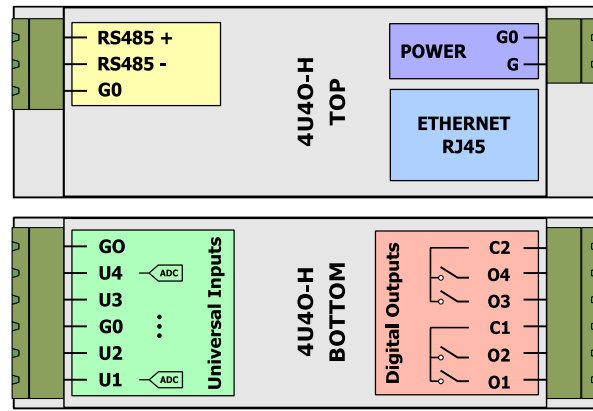 RS485 +
RS485 -
G0
4U4O-H
TOP
POWER
G0
G
ETHERNET
RJ45
GO
U4
ADC
U3
G0
...
U2
U1
ADC
Universal Inputs
4U4O-H
BOTTOM
Digital Outputs
C2
O4
O3
C1
O2
O1